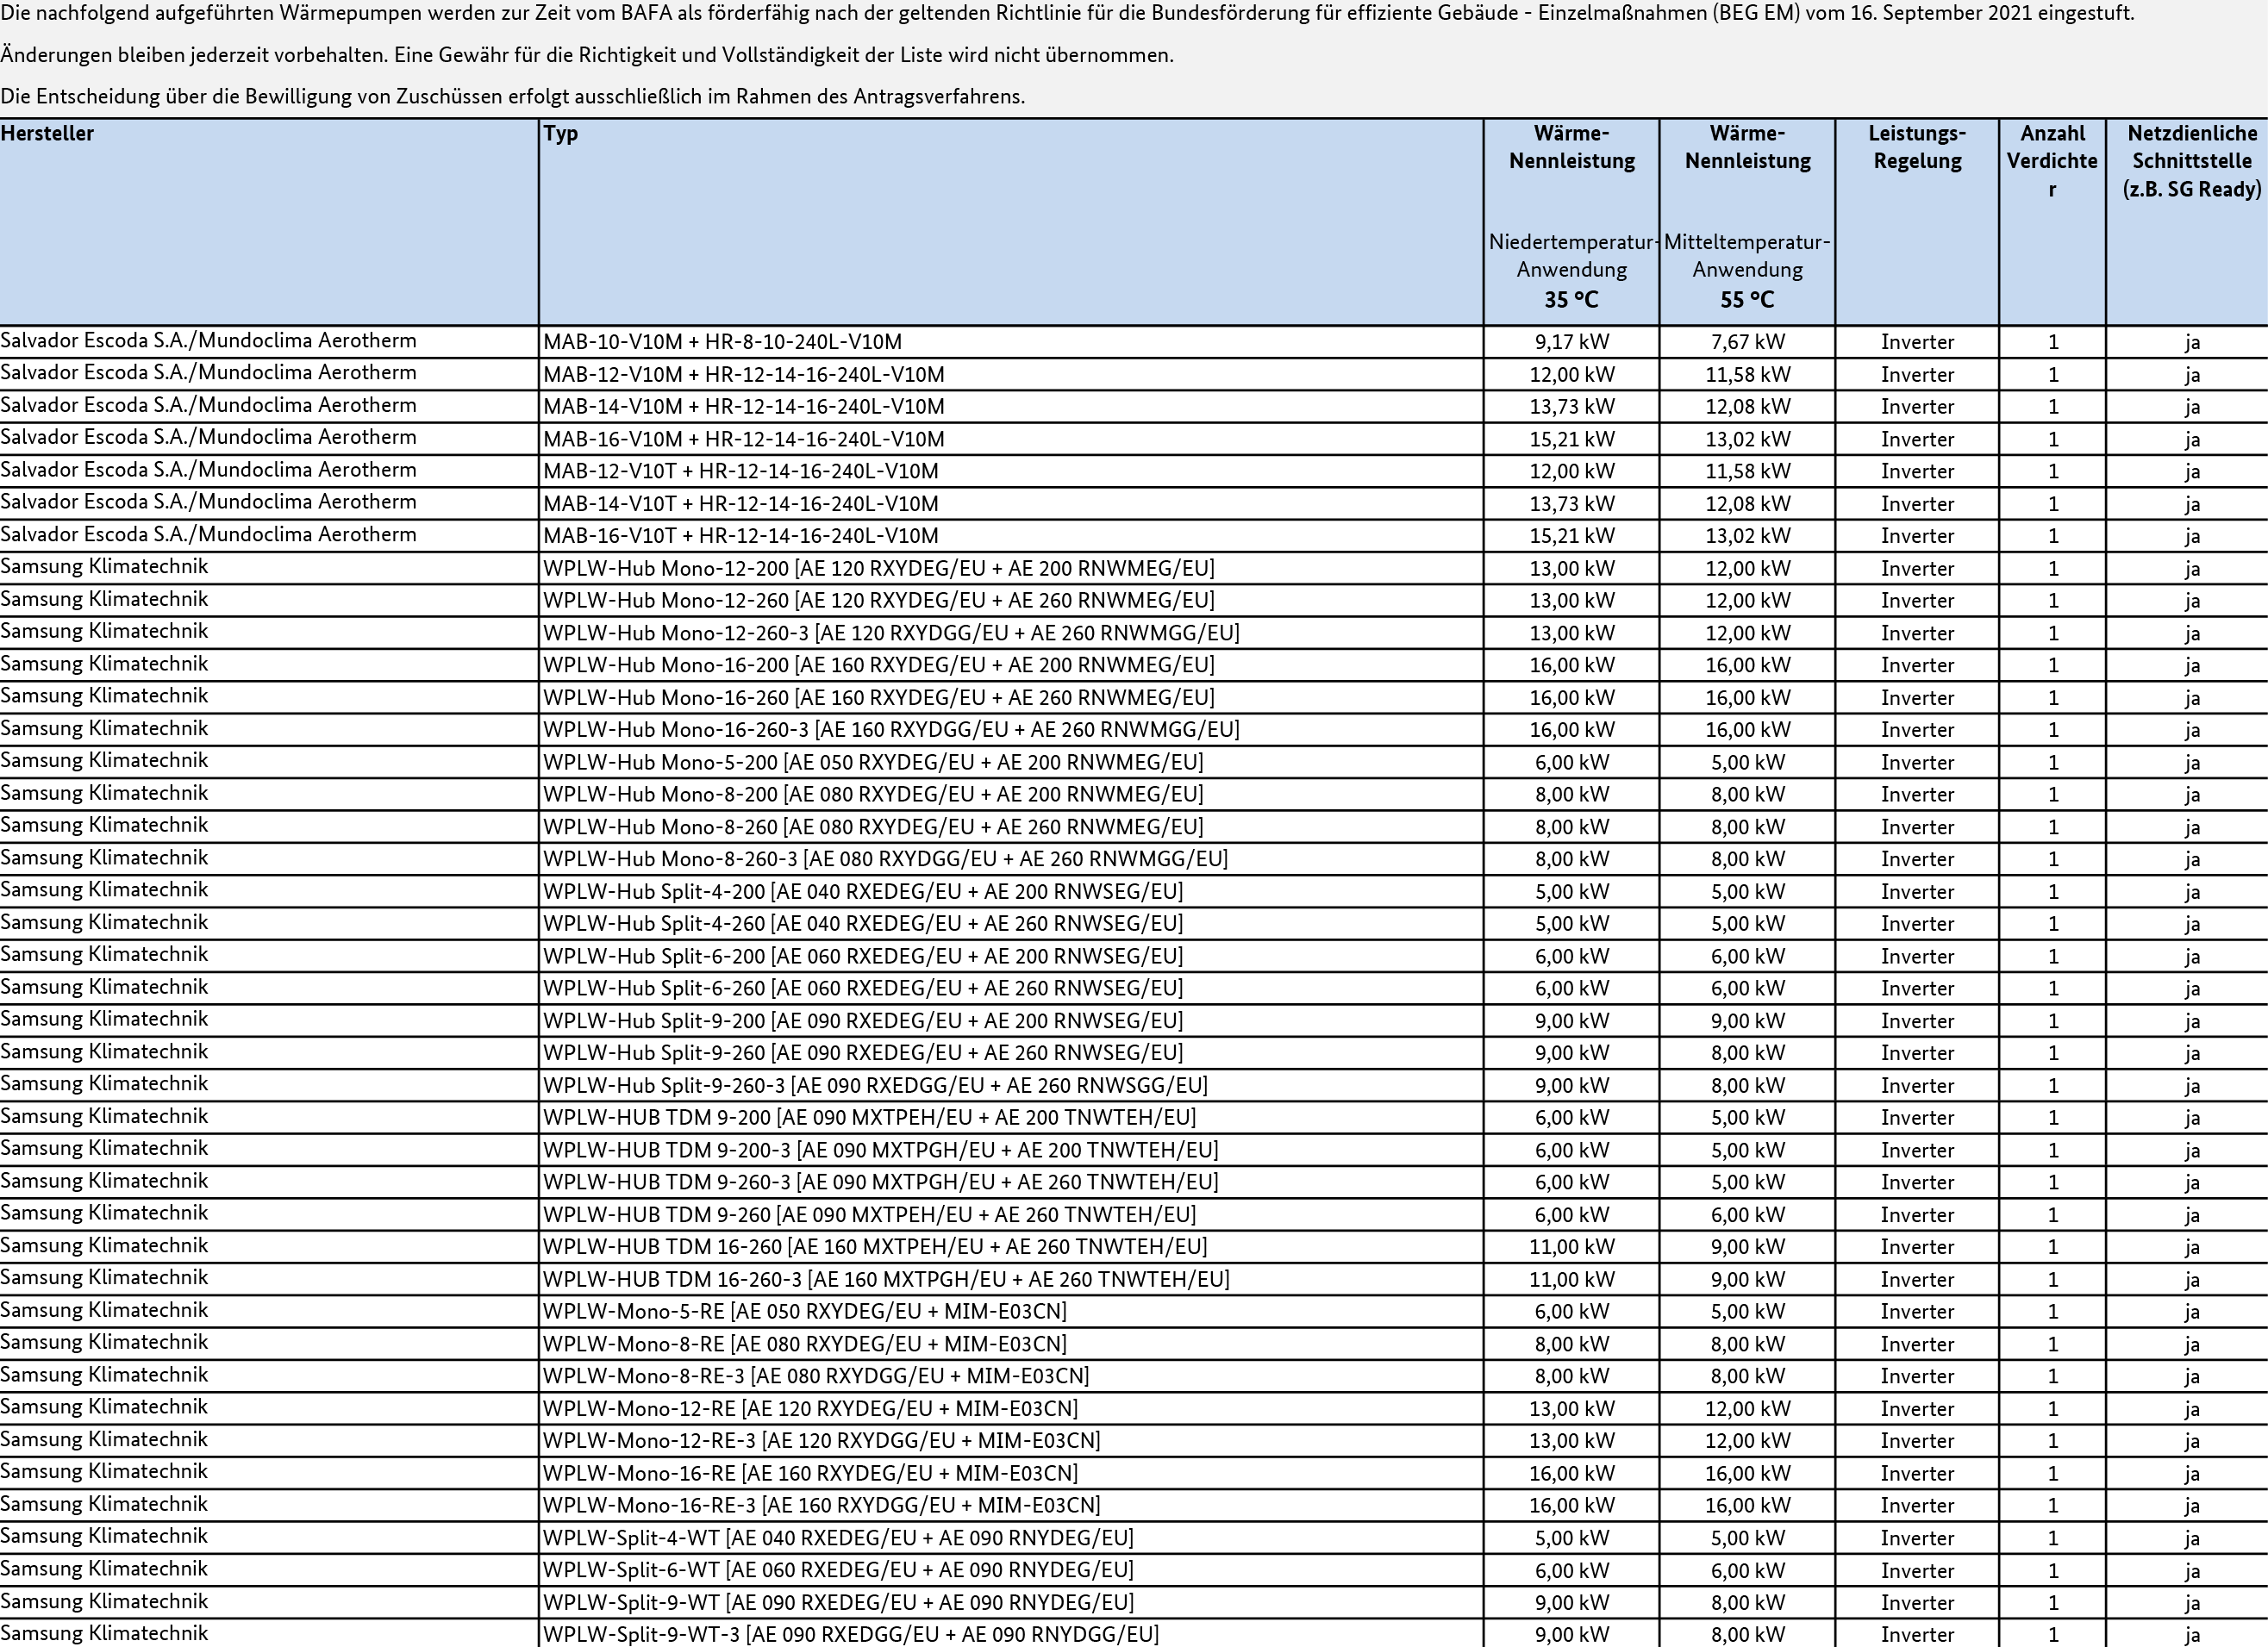 Die nachfolgend aufgeführten Wärmepumpen werden zur Zeit vom BAFA als förderfähig nach der geltenden Richtlinie für die Bundesförderung für effiziente Gebäude - Einzelmaßnahmen (BEG EM) vom 16. September 2021 eingestuft.
Änderungen bleiben jederzeit vorbehalten. Eine Gewähr für die Richtigkeit und Vollständigkeit der Liste wird nicht übernommen.
Die Entscheidung über die Bewilligung von Zuschüssen erfolgt ausschließlich im Rahmen des Antragsverfahrens.
Hersteller Typ Wärme- Wärme- Leistungs- Anzahl Netzdienliche
Nennleistung Nennleistung Regelung Verdichte Schnittstelle
r (z.B. SG Ready)
Niedertemperatur- Mitteltemperatur-
Anwendung Anwendung
35 °C 55 °C
Salvador Escoda S.A./Mundoclima Aerotherm MAB-10-V10M + HR-8-10-240L-V10M 9,17 kW 7,67 kW Inverter 1 ja
Salvador Escoda S.A./Mundoclima Aerotherm MAB-12-V10M + HR-12-14-16-240L-V10M 12,00 kW 11,58 kW Inverter 1 ja
Salvador Escoda S.A./Mundoclima Aerotherm MAB-14-V10M + HR-12-14-16-240L-V10M 13,73 kW 12,08 kW Inverter 1 ja
Salvador Escoda S.A./Mundoclima Aerotherm MAB-16-V10M + HR-12-14-16-240L-V10M 15,21 kW 13,02 kW Inverter 1 ja
Salvador Escoda S.A./Mundoclima Aerotherm MAB-12-V10T + HR-12-14-16-240L-V10M 12,00 kW 11,58 kW Inverter 1 ja
Salvador Escoda S.A./Mundoclima Aerotherm MAB-14-V10T + HR-12-14-16-240L-V10M 13,73 kW 12,08 kW Inverter 1 ja
Salvador Escoda S.A./Mundoclima Aerotherm MAB-16-V10T + HR-12-14-16-240L-V10M 15,21 kW 13,02 kW Inverter 1 ja
Samsung Klimatechnik WPLW-Hub Mono-12-200 [AE 120 RXYDEG/EU + AE 200 RNWMEG/EU] 13,00 kW 12,00 kW Inverter 1 ja
Samsung Klimatechnik WPLW-Hub Mono-12-260 [AE 120 RXYDEG/EU + AE 260 RNWMEG/EU] 13,00 kW 12,00 kW Inverter 1 ja
Samsung Klimatechnik WPLW-Hub Mono-12-260-3 [AE 120 RXYDGG/EU + AE 260 RNWMGG/EU] 13,00 kW 12,00 kW Inverter 1 ja
Samsung Klimatechnik WPLW-Hub Mono-16-200 [AE 160 RXYDEG/EU + AE 200 RNWMEG/EU] 16,00 kW 16,00 kW Inverter 1 ja
Samsung Klimatechnik WPLW-Hub Mono-16-260 [AE 160 RXYDEG/EU + AE 260 RNWMEG/EU] 16,00 kW 16,00 kW Inverter 1 ja
Samsung Klimatechnik WPLW-Hub Mono-16-260-3 [AE 160 RXYDGG/EU + AE 260 RNWMGG/EU] 16,00 kW 16,00 kW Inverter 1 ja
Samsung Klimatechnik WPLW-Hub Mono-5-200 [AE 050 RXYDEG/EU + AE 200 RNWMEG/EU] 6,00 kW 5,00 kW Inverter 1 ja
Samsung Klimatechnik WPLW-Hub Mono-8-200 [AE 080 RXYDEG/EU + AE 200 RNWMEG/EU] 8,00 kW 8,00 kW Inverter 1 ja
Samsung Klimatechnik WPLW-Hub Mono-8-260 [AE 080 RXYDEG/EU + AE 260 RNWMEG/EU] 8,00 kW 8,00 kW Inverter 1 ja
Samsung Klimatechnik WPLW-Hub Mono-8-260-3 [AE 080 RXYDGG/EU + AE 260 RNWMGG/EU] 8,00 kW 8,00 kW Inverter 1 ja
Samsung Klimatechnik WPLW-Hub Split-4-200 [AE 040 RXEDEG/EU + AE 200 RNWSEG/EU] 5,00 kW 5,00 kW Inverter 1 ja
Samsung Klimatechnik WPLW-Hub Split-4-260 [AE 040 RXEDEG/EU + AE 260 RNWSEG/EU] 5,00 kW 5,00 kW Inverter 1 ja
Samsung Klimatechnik WPLW-Hub Split-6-200 [AE 060 RXEDEG/EU + AE 200 RNWSEG/EU] 6,00 kW 6,00 kW Inverter 1 ja
Samsung Klimatechnik WPLW-Hub Split-6-260 [AE 060 RXEDEG/EU + AE 260 RNWSEG/EU] 6,00 kW 6,00 kW Inverter 1 ja
Samsung Klimatechnik WPLW-Hub Split-9-200 [AE 090 RXEDEG/EU + AE 200 RNWSEG/EU] 9,00 kW 9,00 kW Inverter 1 ja
Samsung Klimatechnik WPLW-Hub Split-9-260 [AE 090 RXEDEG/EU + AE 260 RNWSEG/EU] 9,00 kW 8,00 kW Inverter 1 ja
Samsung Klimatechnik WPLW-Hub Split-9-260-3 [AE 090 RXEDGG/EU + AE 260 RNWSGG/EU] 9,00 kW 8,00 kW Inverter 1 ja
Samsung Klimatechnik WPLW-HUB TDM 9-200 [AE 090 MXTPEH/EU + AE 200 TNWTEH/EU] 6,00 kW 5,00 kW Inverter 1 ja
Samsung Klimatechnik WPLW-HUB TDM 9-200-3 [AE 090 MXTPGH/EU + AE 200 TNWTEH/EU] 6,00 kW 5,00 kW Inverter 1 ja
Samsung Klimatechnik WPLW-HUB TDM 9-260-3 [AE 090 MXTPGH/EU + AE 260 TNWTEH/EU] 6,00 kW 5,00 kW Inverter 1 ja
Samsung Klimatechnik WPLW-HUB TDM 9-260 [AE 090 MXTPEH/EU + AE 260 TNWTEH/EU] 6,00 kW 6,00 kW Inverter 1 ja
Samsung Klimatechnik WPLW-HUB TDM 16-260 [AE 160 MXTPEH/EU + AE 260 TNWTEH/EU] 11,00 kW 9,00 kW Inverter 1 ja
Samsung Klimatechnik WPLW-HUB TDM 16-260-3 [AE 160 MXTPGH/EU + AE 260 TNWTEH/EU] 11,00 kW 9,00 kW Inverter 1 ja
Samsung Klimatechnik WPLW-Mono-5-RE [AE 050 RXYDEG/EU + MIM-E03CN] 6,00 kW 5,00 kW Inverter 1 ja
Samsung Klimatechnik WPLW-Mono-8-RE [AE 080 RXYDEG/EU + MIM-E03CN] 8,00 kW 8,00 kW Inverter 1 ja
Samsung Klimatechnik WPLW-Mono-8-RE-3 [AE 080 RXYDGG/EU + MIM-E03CN] 8,00 kW 8,00 kW Inverter 1 ja
Samsung Klimatechnik WPLW-Mono-12-RE [AE 120 RXYDEG/EU + MIM-E03CN] 13,00 kW 12,00 kW Inverter 1 ja
Samsung Klimatechnik WPLW-Mono-12-RE-3 [AE 120 RXYDGG/EU + MIM-E03CN] 13,00 kW 12,00 kW Inverter 1 ja
Samsung Klimatechnik WPLW-Mono-16-RE [AE 160 RXYDEG/EU + MIM-E03CN] 16,00 kW 16,00 kW Inverter 1 ja
Samsung Klimatechnik WPLW-Mono-16-RE-3 [AE 160 RXYDGG/EU + MIM-E03CN] 16,00 kW 16,00 kW Inverter 1 ja
Samsung Klimatechnik WPLW-Split-4-WT [AE 040 RXEDEG/EU + AE 090 RNYDEG/EU] 5,00 kW 5,00 kW Inverter 1 ja
Samsung Klimatechnik WPLW-Split-6-WT [AE 060 RXEDEG/EU + AE 090 RNYDEG/EU] 6,00 kW 6,00 kW Inverter 1 ja
Samsung Klimatechnik WPLW-Split-9-WT [AE 090 RXEDEG/EU + AE 090 RNYDEG/EU] 9,00 kW 8,00 kW Inverter 1 ja
Samsung Klimatechnik WPLW-Split-9-WT-3 [AE 090 RXEDGG/EU + AE 090 RNYDGG/EU] 9,00 kW 8,00 kW Inverter 1 ja